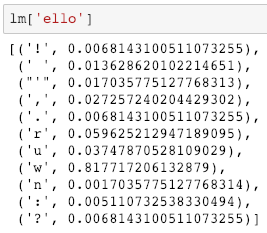 lm['ello']
[('!', 0.0068143100511073255),
(' ', 0.013628620102214651),
("'", 0.017035775127768313),
(',', 0.027257240204429302),
('.', 0.0068143100511073255),
('r', 0.059625212947189095),
('u', 0.03747870528109029),
('w', 0.817717206132879),
('n', 0.0017035775127768314),
(':', 0.005110732538330494),
('?', 0.0068143100511073255)]